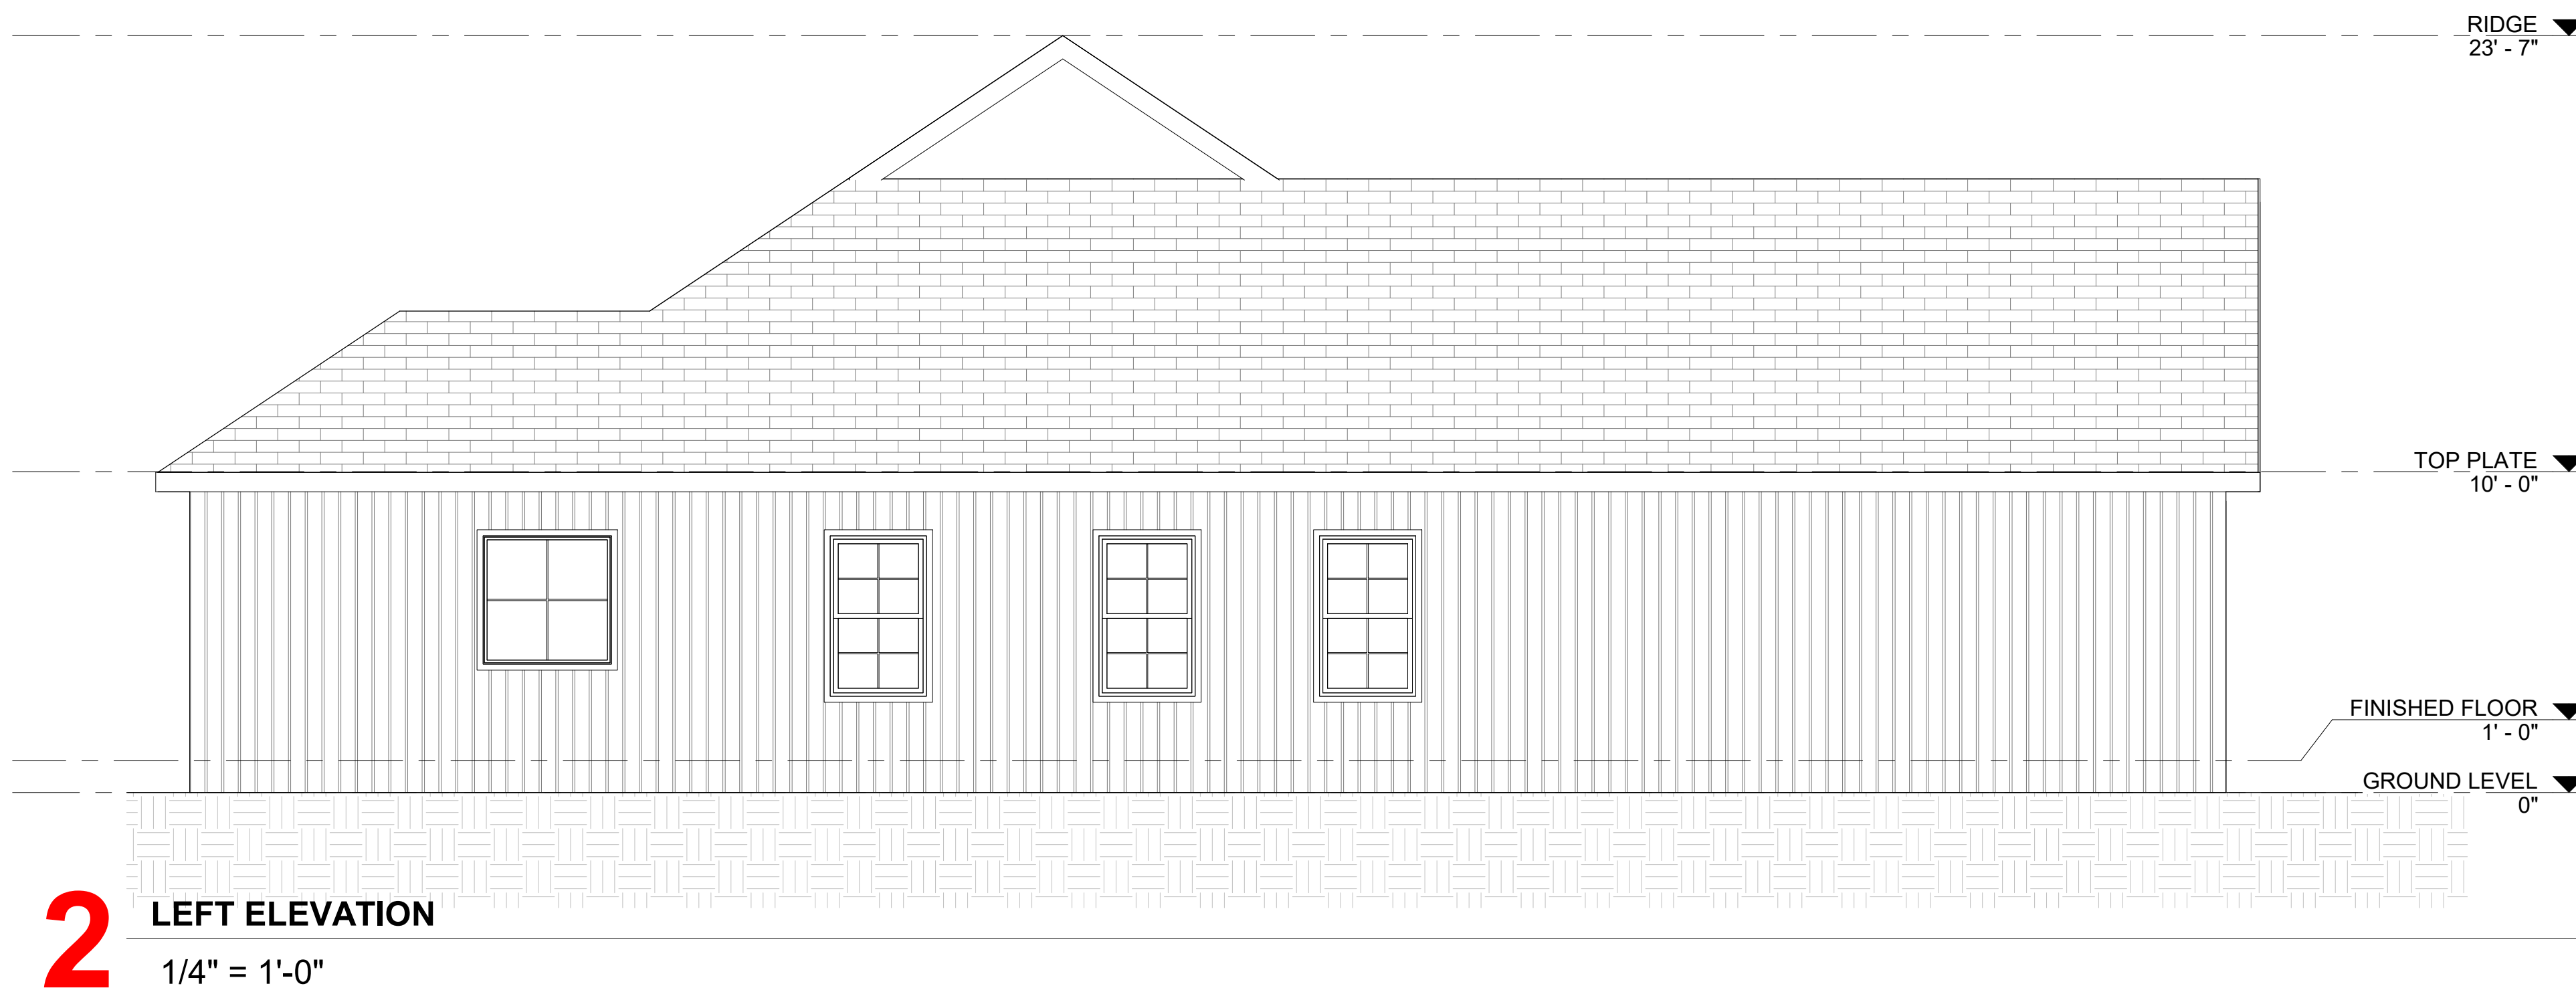 RIDGE
23' - 7"
TOP PLATE
10' - 0"
FINISHED FLOOR
1' - 0"
GROUND LEVEL
0"
2
LEFT ELEVATION
1/4" = 1'-0"